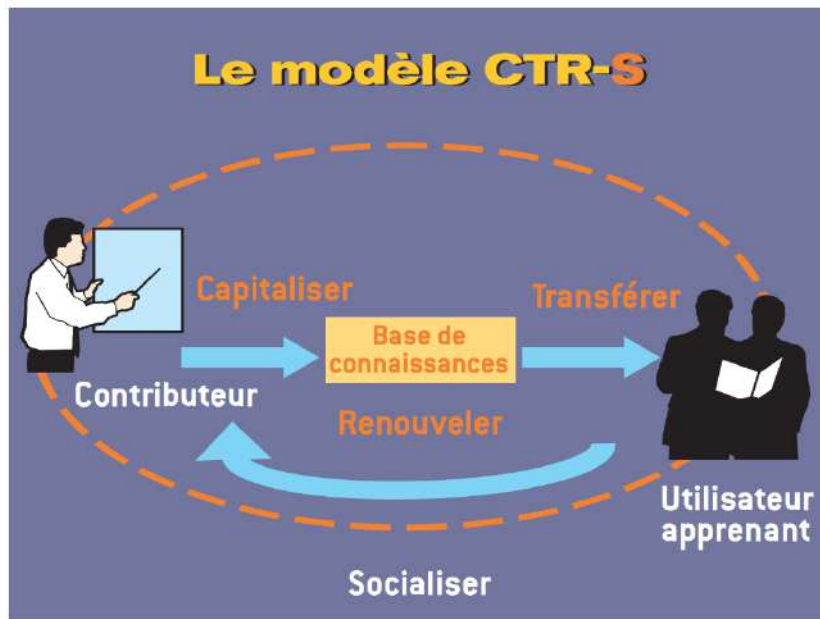 Le modèle CTR-S
Capitaliser
Transférer
Base de
connaissances
Contributeur
Renouveler
Utilisateur
apprenant
Socialiser